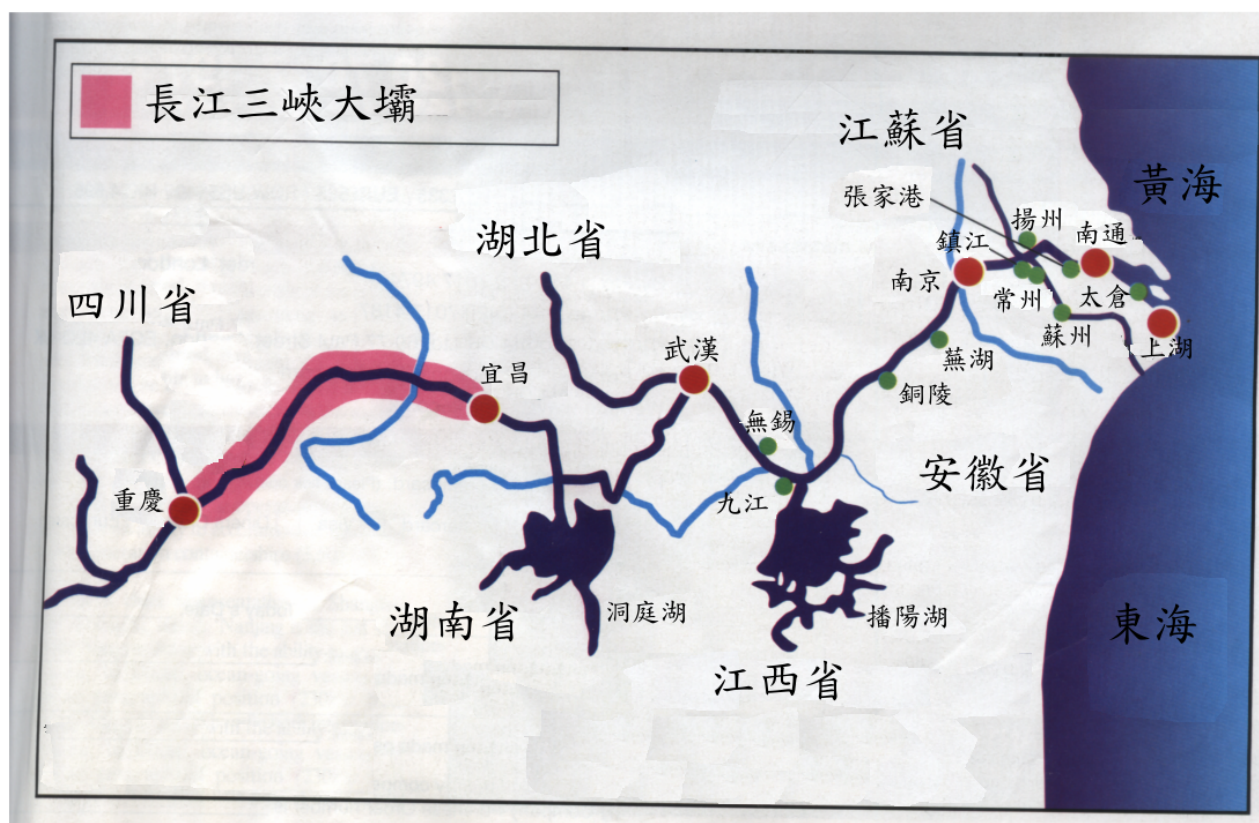 長江三峽大壩
江蘇省
黃海
張家港
揚州
南通
湖北省
鎮江
南京
常州
太倉
四川省
蘇州
上湖
武漢
蕪湖
宜昌
銅陵
無錫
安徽省
重慶
九江
湖南省
洞庭湖
播陽湖
東海
江西省